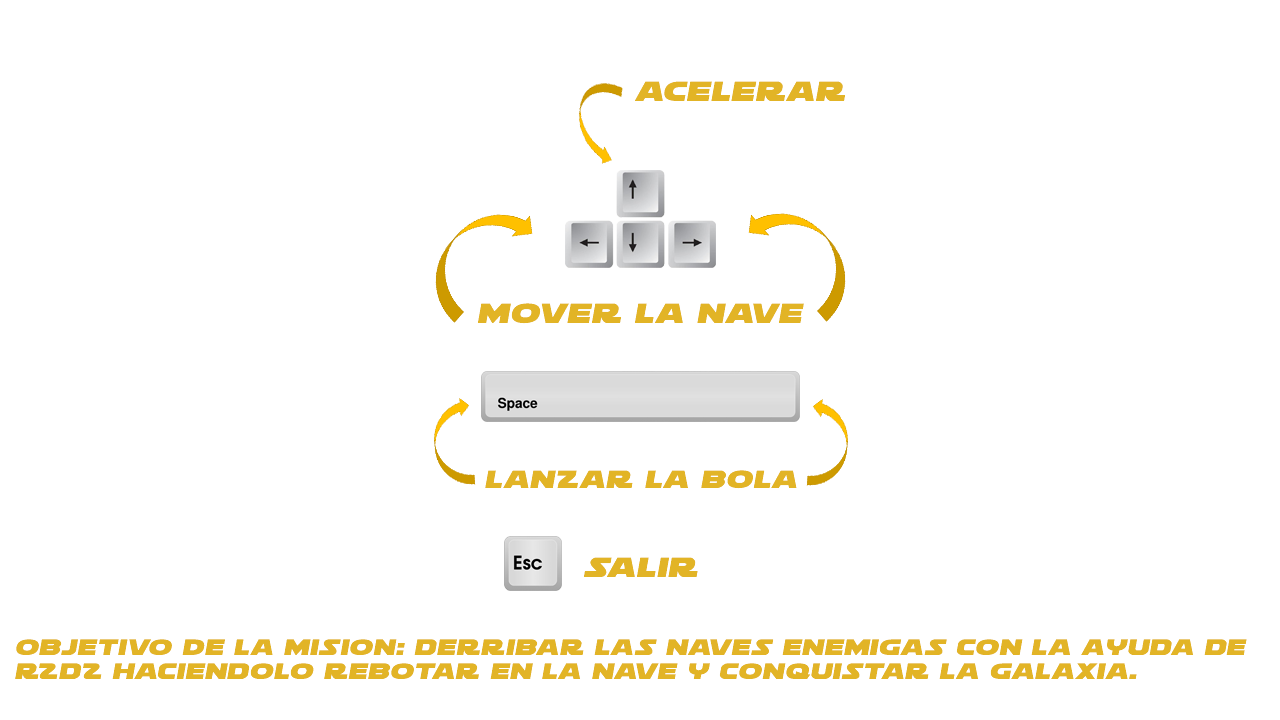 ACELERAR
MOVER LA NAVE
Space
LANZAR LA BOLA
Esc
SALIR
OBJETIVO DE LA MISION: DERRIBAR LAS NAVES ENEMIGAS CON LA AYUDA DE
R2D2 HACIENDOLO REBOTAR EN LA NAVE Y CONQUISTAR LA GALAXIA.